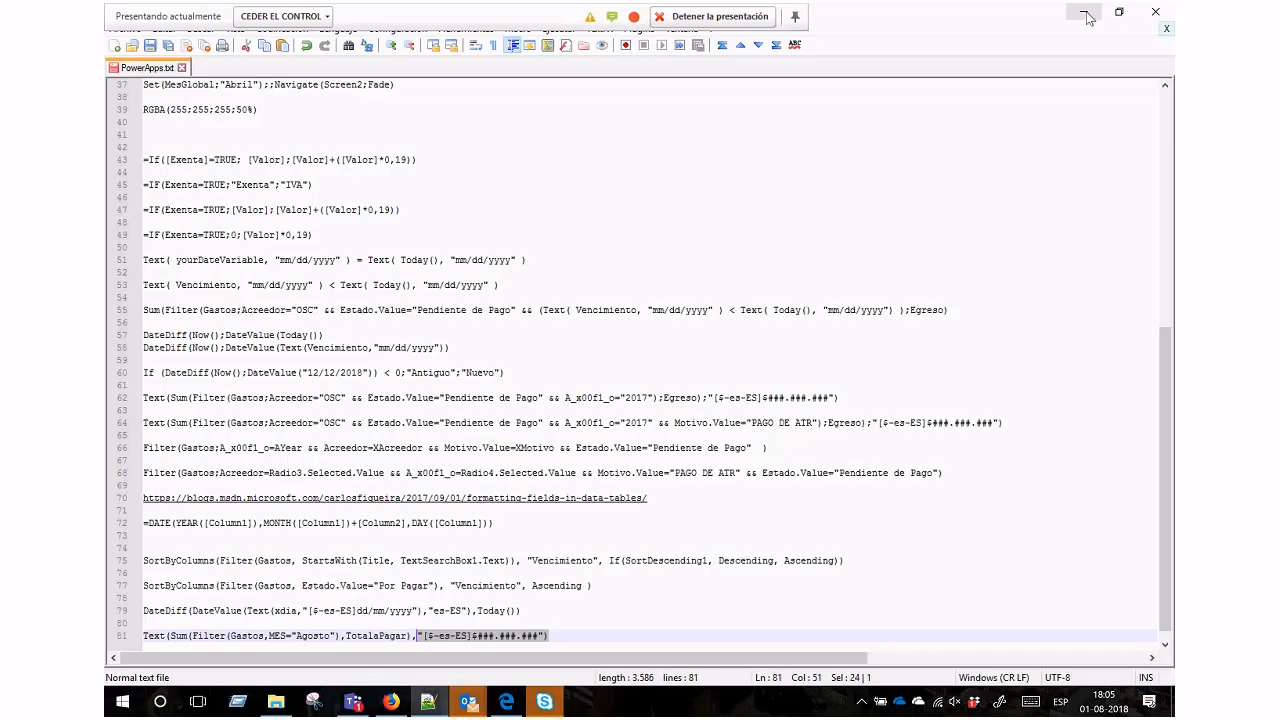 Presentando actualmente
CEDER EL CONTROL
Detener la presentación
PowerApps.txt
37 Set(MesGlobal;"Abril");;Navigate(Screen2;Fade)
38
39 RGBA(255;255;255;50%)
40
41
42
43 =If([Exenta]=TRUE; [Valor];[Valor]+([Valor]*0,19))
44
45 =IF(Exenta=TRUE;"Exenta";"IVA")
46
47 =IF(Exenta=TRUE;[Valor];[Valor]+([Valor]*0,19))
48
49 =IF(Exenta=TRUE;0;[Valor]*0,19)
50
51 Text( yourDateVariable, "mm/dd/yyyy" ) = Text( Today(), "mm/dd/yyyy" )
52
53 Text( Vencimiento, "mm/dd/yyyy" ) < Text( Today(), "mm/dd/yyyy" )
54
55 Sum(Filter(Gastos;Acreedor="OSC" && Estado.Value="Pendiente de Pago" && (Text( Vencimiento, "mm/dd/yyyy" ) < Text( Today(), "mm/dd/yyyy") );Egreso)
56
57 DateDiff(Now();DateValue(Today())
58 DateDiff(Now();DateValue(Text(Vencimiento,"mm/dd/yyyy"))
59
60 If (DateDiff(Now();DateValue("12/12/2018")) < 0;"Antiguo";"Nuevo")
61
62 Text(Sum(Filter(Gastos;Acreedor="OSC" && Estado.Value="Pendiente de Pago" && A_x00f1_o="2017");Egreso);"[$-es-ES]$###.###.###")
63
64 Text(Sum(Filter(Gastos;Acreedor="OSC" && Estado.Value="Pendiente de Pago" && A_x00f1_o="2017" && Motivo.Value="PAGO DE ATR");Egreso);"[$-es-ES]$###.###.###")
65
66 Filter(Gastos;A_x00f1_o=AYear && Acreedor=XAcreedor && Motivo.Value=XMotivo && Estado.Value="Pendiente de Pago"  )
67
68 Filter(Gastos;Acreedor=Radio3.Selected.Value && A_x00f1_o=Radio4.Selected.Value && Motivo.Value="PAGO DE ATR" && Estado.Value="Pendiente de Pago")
69
70 https://blogs.msdn.microsoft.com/carlosfigueira/2017/09/01/formatting-fields-in-data-tables/
71
72 =DATE(YEAR([Column1]),MONTH([Column1])+[Column2],DAY([Column1]))
73
74
75 SortByColumns(Filter(Gastos, StartsWith(Title, TextSearchBox1.Text)), "Vencimiento", If(SortDescending1, Descending, Ascending))
76
77 SortByColumns(Filter(Gastos, Estado.Value="Por Pagar"), "Vencimiento", Ascending )
78
79 DateDiff(DateValue(Text(xdia,"[$-es-ES]dd/mm/yyyy"),"es-ES"),Today())
80
81 Text(Sum(Filter(Gastos,MES="Agosto"),TotalaPagar),"[$-es-ES]$###.###.###")
Normal text file length : 3.586 lines : 81 Ln : 81 Col : 51 Sel : 24 | 1 Windows (CR LF) UTF-8 INS
ESP
18:05
01-08-2018